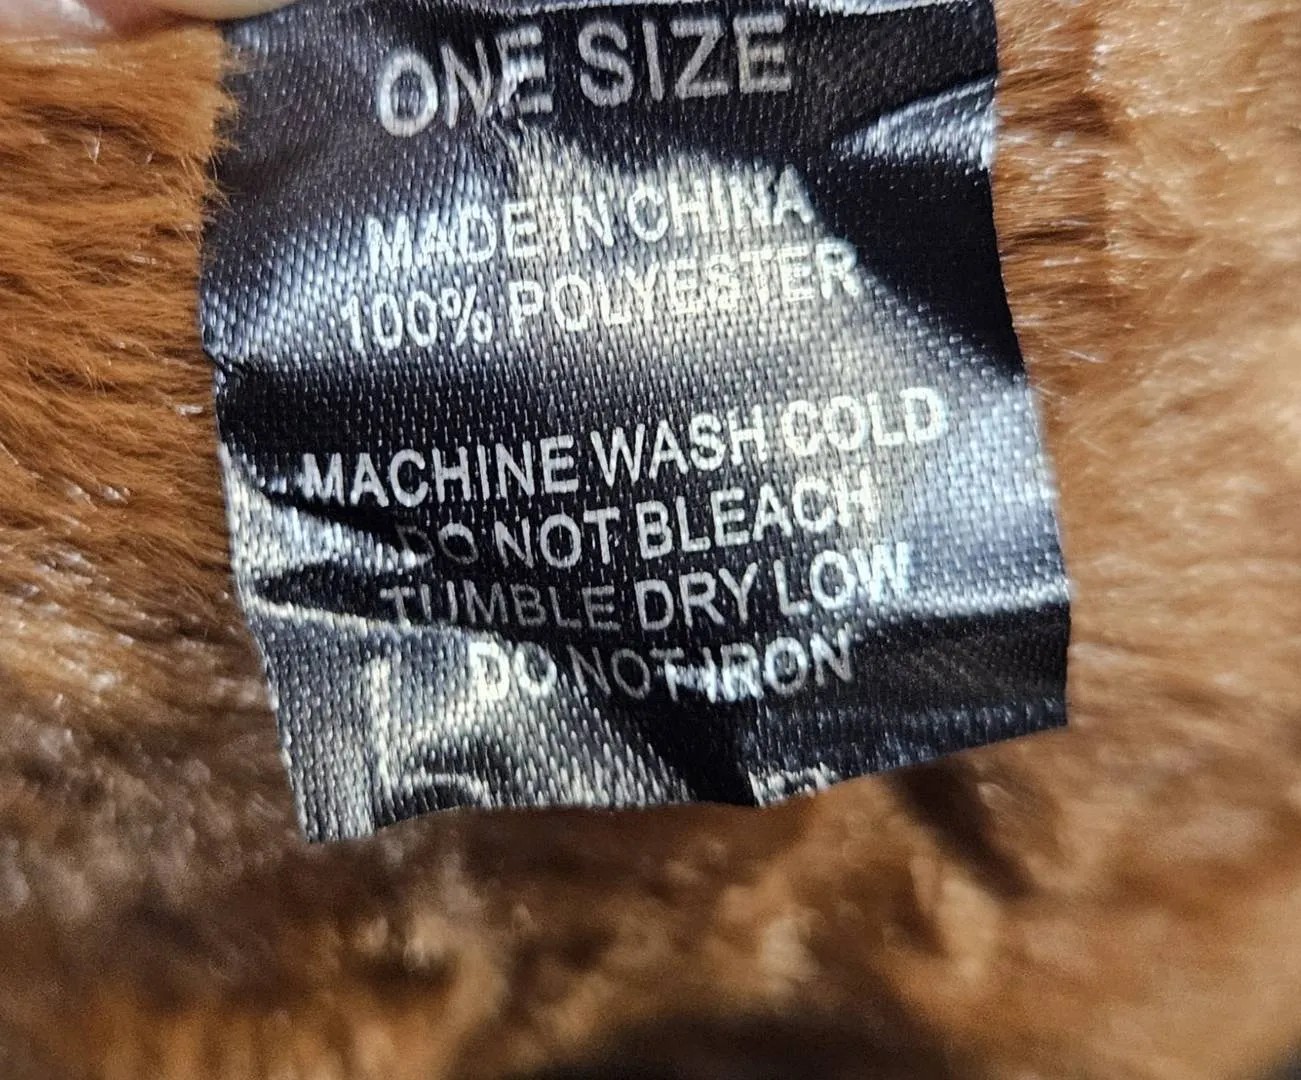 ONE SIZE
MADE IN CHINA
100% POLYESTER
MACHINE WASH COLD
DO NOT BLEACH
TUMBLE DRY LOW
DO NOT IRON